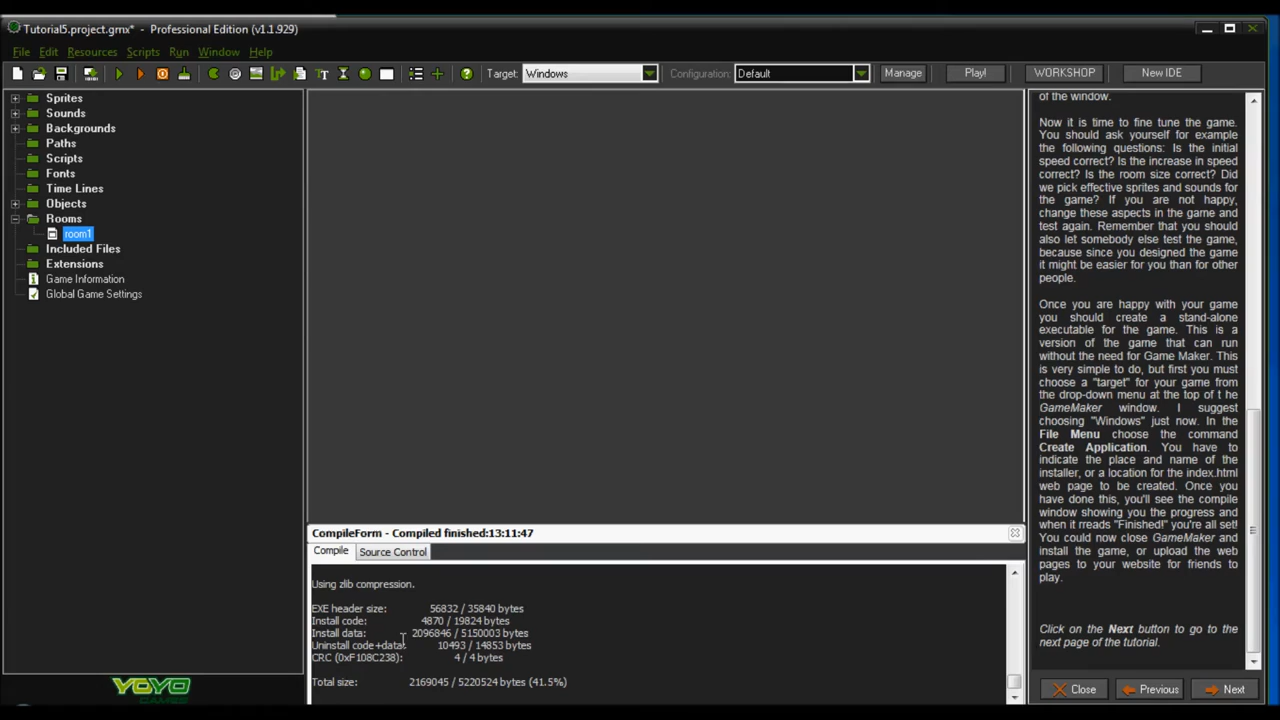 Tutorial5.project.gmx* - Professional Edition (v1.1.929)
File Edit Resources Scripts Run Window Help
Target: Windows Configuration: Default Manage Play! WORKSHOP New IDE
Sprites
Sounds
Backgrounds
Paths
Scripts
Fonts
Time Lines
Objects
Rooms
room1
Included Files
Extensions
Game Information
Global Game Settings
YOYO
GAMES
CompileForm - Compiled finished:13:11:47
Compile Source Control
Using zlib compression.
EXE header size: 56832 / 35840 bytes
Install code: 4870 / 19824 bytes
Install data: 2096846 / 5150003 bytes
Uninstall code+data: 10493 / 14853 bytes
CRC (0xF108C238): 4 / 4 bytes
Total size: 2169045 / 5220524 bytes (41.5%)
of the window.
Now it is time to fine tune the game.
You should ask yourself for example
the following questions: Is the initial
speed correct? Is the increase in speed
correct? Is the room size correct? Did
we pick effective sprites and sounds for
the game? If you are not happy,
change these aspects in the game and
test again. Remember that you should
also let somebody else test the game,
because since you designed the game
it might be easier for you than for other
people.
Once you are happy with your game
you should create a stand-alone
executable for the game. This is a
version of the game that can run
without the need for Game Maker. This
is very simple to do, but first you must
choose a "target" for your game from
the drop-down menu at the top of t he
GameMaker window. I suggest
choosing "Windows" just now. In the
File Menu choose the command
Create Application. You have to
indicate the place and name of the
installer, or a location for the index.html
web page to be created. Once you
have done this, you'll see the compile
window showing you the progress and
when it rreads "Finished!" you're all set!
You could now close GameMaker and
install the game, or upload the web
pages to your website for friends to
play.
Click on the Next button to go to the
next page of the tutorial.
Close Previous Next